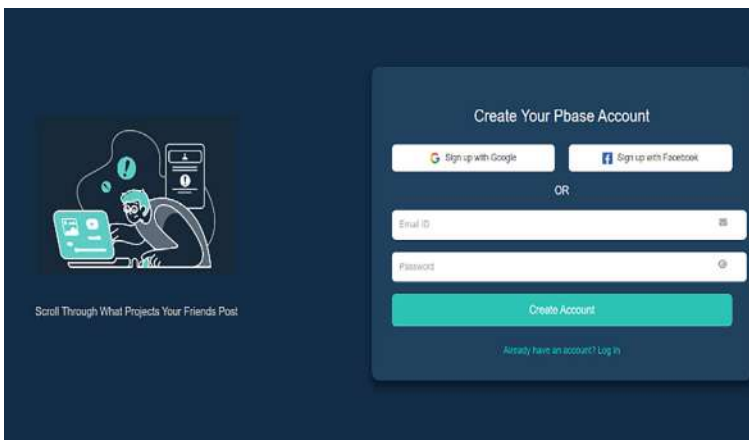 Create Your Pbase Account
Sign up with Google
Sign up with Facebook
OR
Email ID
Password
Create Account
Already have an account? Log In
Scroll Through What Projects Your Friends Post